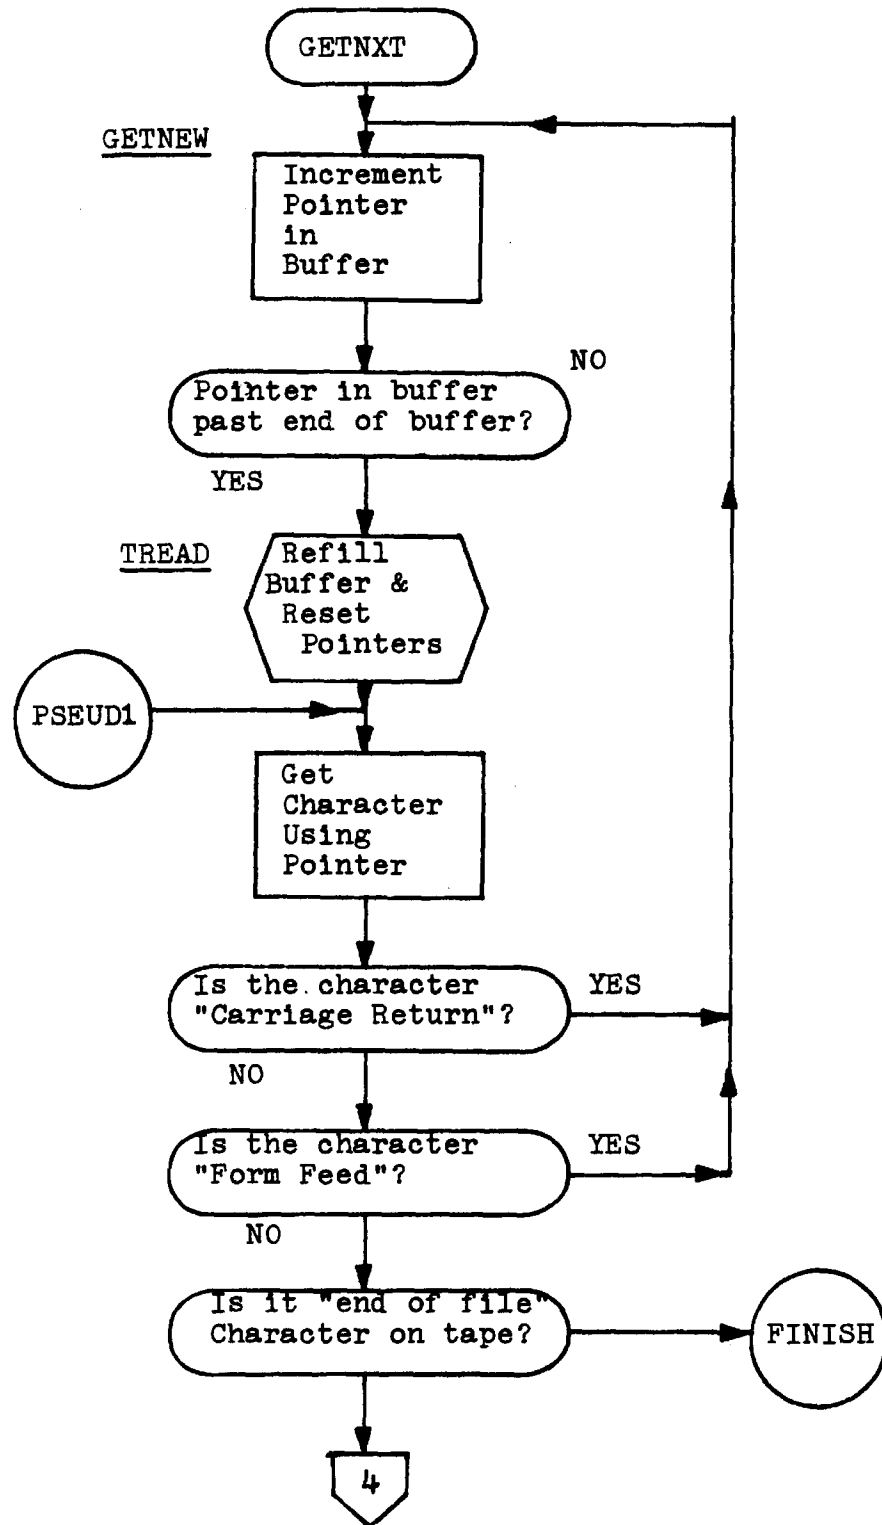 GETNXT
GETNEW
Increment
Pointer
in
Buffer
NO
Pointer in buffer
past end of buffer?
YES
TREAD
Refill
Buffer &
Reset
Pointers
PSEUD1
Get
Character
Using
Pointer
Is the character
"Carriage Return"?
YES
NO
Is the character
"Form Feed"?
YES
NO
Is it "end of file"
Character on tape?
FINISH
4